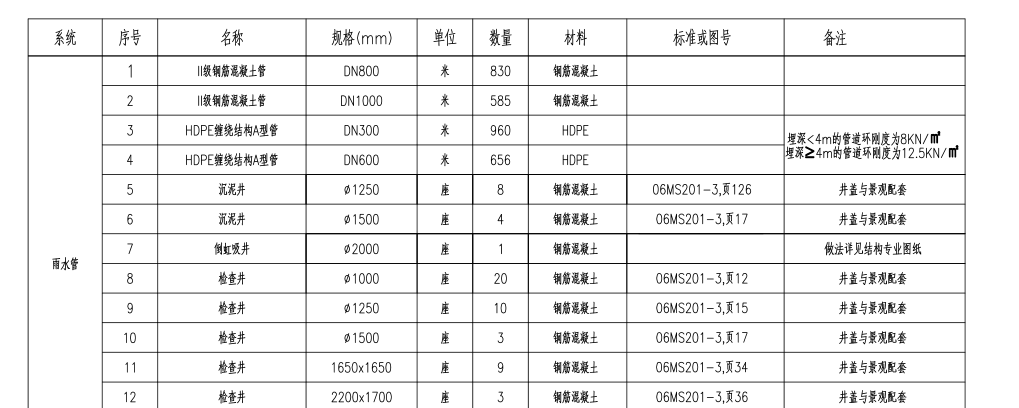 系统 序号 名称 规格(mm) 单位 数量 材料 标准或图号 备注
1 II级钢筋混凝土管 DN800 米 830 钢筋混凝土
2 II级钢筋混凝土管 DN1000 米 585 钢筋混凝土
3 HDPE缠绕结构A型管 DN300 米 960 HDPE
埋深<4m的管道环刚度为8KN/㎡
埋深≥4m的管道环刚度为12.5KN/㎡
4 HDPE缠绕结构A型管 DN600 米 656 HDPE
5 沉泥井 ø1250 座 8 钢筋混凝土 06MS201-3,页126 井盖与景观配套
6 沉泥井 ø1500 座 4 钢筋混凝土 06MS201-3,页17 井盖与景观配套
7 倒虹吸井 ø2000 座 1 钢筋混凝土 做法详见结构专业图纸
雨水管
8 检查井 ø1000 座 20 钢筋混凝土 06MS201-3,页12 井盖与景观配套
9 检查井 ø1250 座 10 钢筋混凝土 06MS201-3,页15 井盖与景观配套
10 检查井 ø1500 座 3 钢筋混凝土 06MS201-3,页17 井盖与景观配套
11 检查井 1650x1650 座 9 钢筋混凝土 06MS201-3,页34 井盖与景观配套
12 检查井 2200x1700 座 3 钢筋混凝土 06MS201-3,页36 井盖与景观配套